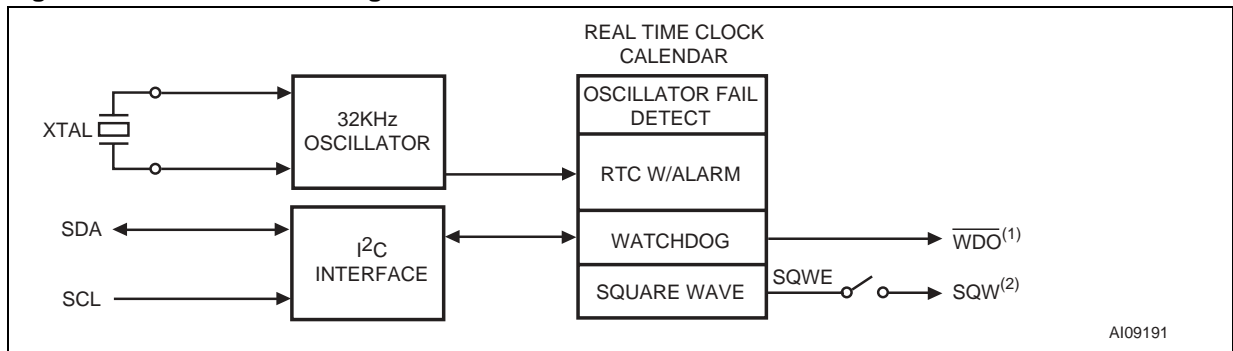 REAL TIME CLOCK
CALENDAR
OSCILLATOR FAIL
DETECT
XTAL
32KHz
OSCILLATOR
RTC W/ALARM
SDA
I2C
INTERFACE
WATCHDOG
WDO(1)
SCL
SQUARE WAVE
SQWE
SQW(2)
AI09191